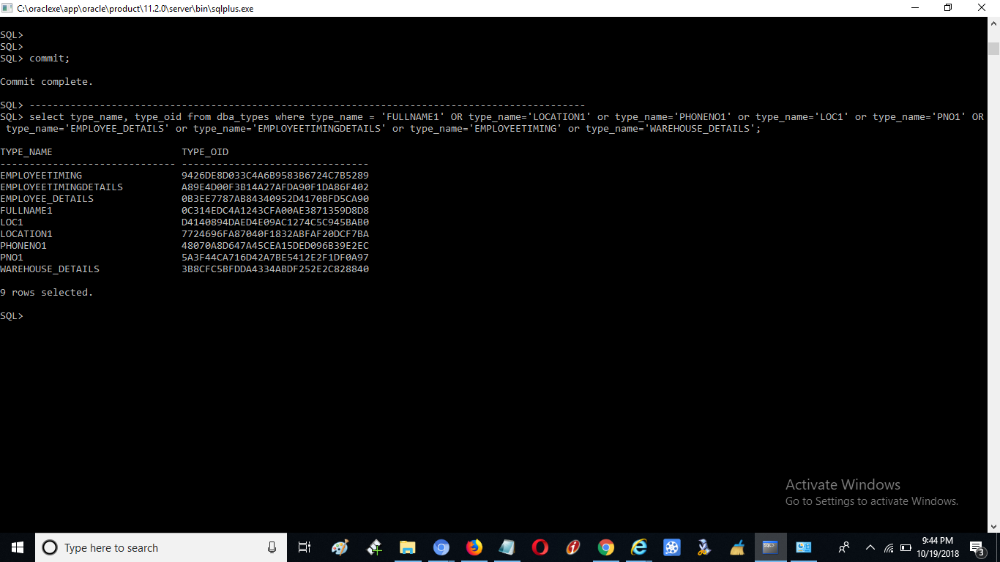 C:\oraclexe\app\oracle\product\11.2.0\server\bin\sqlplus.exe
SQL>
SQL>
SQL> commit;
Commit complete.
SQL> -----------------------------------------------------------------------------------------------
SQL> select type_name, type_oid from dba_types where type_name = 'FULLNAME1' OR type_name='LOCATION1' or type_name='PHONENO1' or type_name='LOC1' or type_name='PNO1' OR
type_name='EMPLOYEE_DETAILS' or type_name='EMPLOYEETIMINGDETAILS' or type_name='EMPLOYEETIMING' or type_name='WAREHOUSE_DETAILS';
TYPE_NAME                      TYPE_OID
------------------------------ --------------------------------
EMPLOYEETIMING                 9426DE8D033C4A6B9583B6724C7B5289
EMPLOYEETIMINGDETAILS          A89E4D00F3B14A27AFDA90F1DA86F402
EMPLOYEE_DETAILS               0B3EE7787AB84340952D4170BFD5CA90
FULLNAME1                      0C314EDC4A1243CFA00AE3871359D8D8
LOC1                           D4140894DAED4E09AC1274C5C945BAB0
LOCATION1                      7724696FA87040F1832ABFAF20DCF7BA
PHONENO1                       48070A8D647A45CEA15DED096B39E2EC
PNO1                           5A3F44CA716D42A7BE5412E2F1DF0A97
WAREHOUSE_DETAILS              3B8CFC5BFDDA4334ABDF252E2C828840
9 rows selected.
SQL>
Activate Windows
Go to Settings to activate Windows.
Type here to search
SQL>
9:44 PM
10/19/2018
3